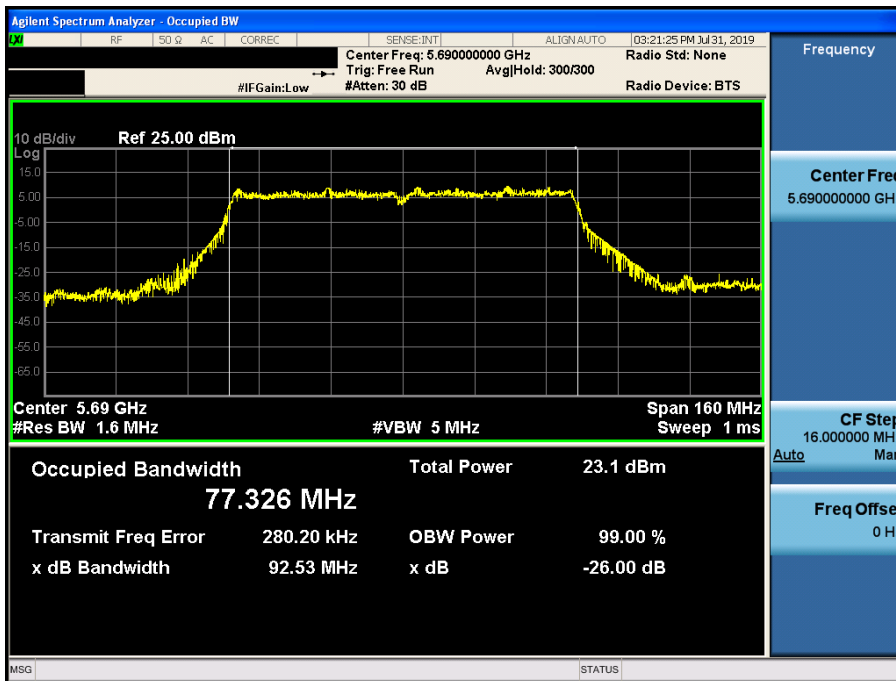 Agilent Spectrum Analyzer - Occupied BW
LXI RF 50 Ω AC CORREC SENSE:INT ALIGN AUTO 03:21:25 PM Jul 31, 2019
Center Freq: 5.690000000 GHz Radio Std: None
Trig: Free Run Avg|Hold: 300/300
#IFGain:Low #Atten: 30 dB Radio Device: BTS
Frequency
10 dB/div Ref 25.00 dBm
Log
15.0
5.00
-5.00
-15.0
-25.0
-35.0
-45.0
-55.0
-65.0
Center 5.69 GHz Span 160 MHz
#Res BW 1.6 MHz #VBW 5 MHz Sweep 1 ms
Center Fre
5.690000000 GH
CF Step
16.000000 MH
Auto Man
Freq Offse
0 H
Occupied Bandwidth Total Power 23.1 dBm
77.326 MHz
Transmit Freq Error 280.20 kHz OBW Power 99.00 %
x dB Bandwidth 92.53 MHz x dB -26.00 dB
MSG STATUS